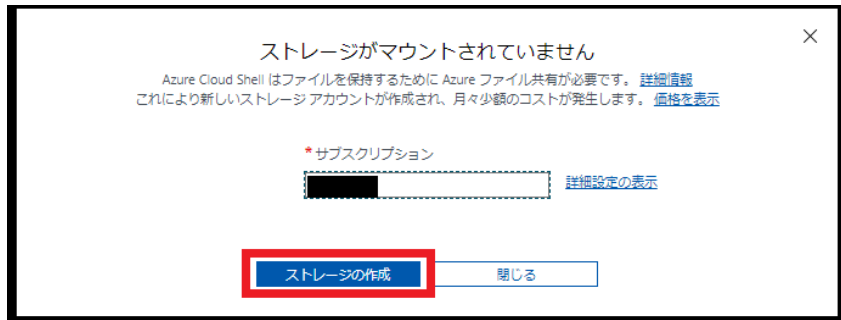 ストレージがマウントされていません
Azure Cloud Shell はファイルを保持するために Azure ファイル共有が必要です。 詳細情報
これにより新しいストレージ アカウントが作成され、月々少額のコストが発生します。 価格を表示
*サブスクリプション
詳細設定の表示
ストレージの作成 閉じる